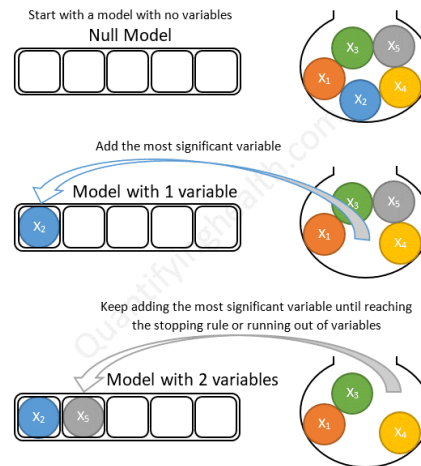 Start with a model with no variables
Null Model
X₃
X₅
X₁
X₄
X₂
Add the most significant variable
Model with 1 variable
X₂
X₃
X₅
X₁
X₄
Keep adding the most significant variable until reaching
the stopping rule or running out of variables
Model with 2 variables
X₂
X₅
X₃
X₁
X₄
Quantifyinghealth.com